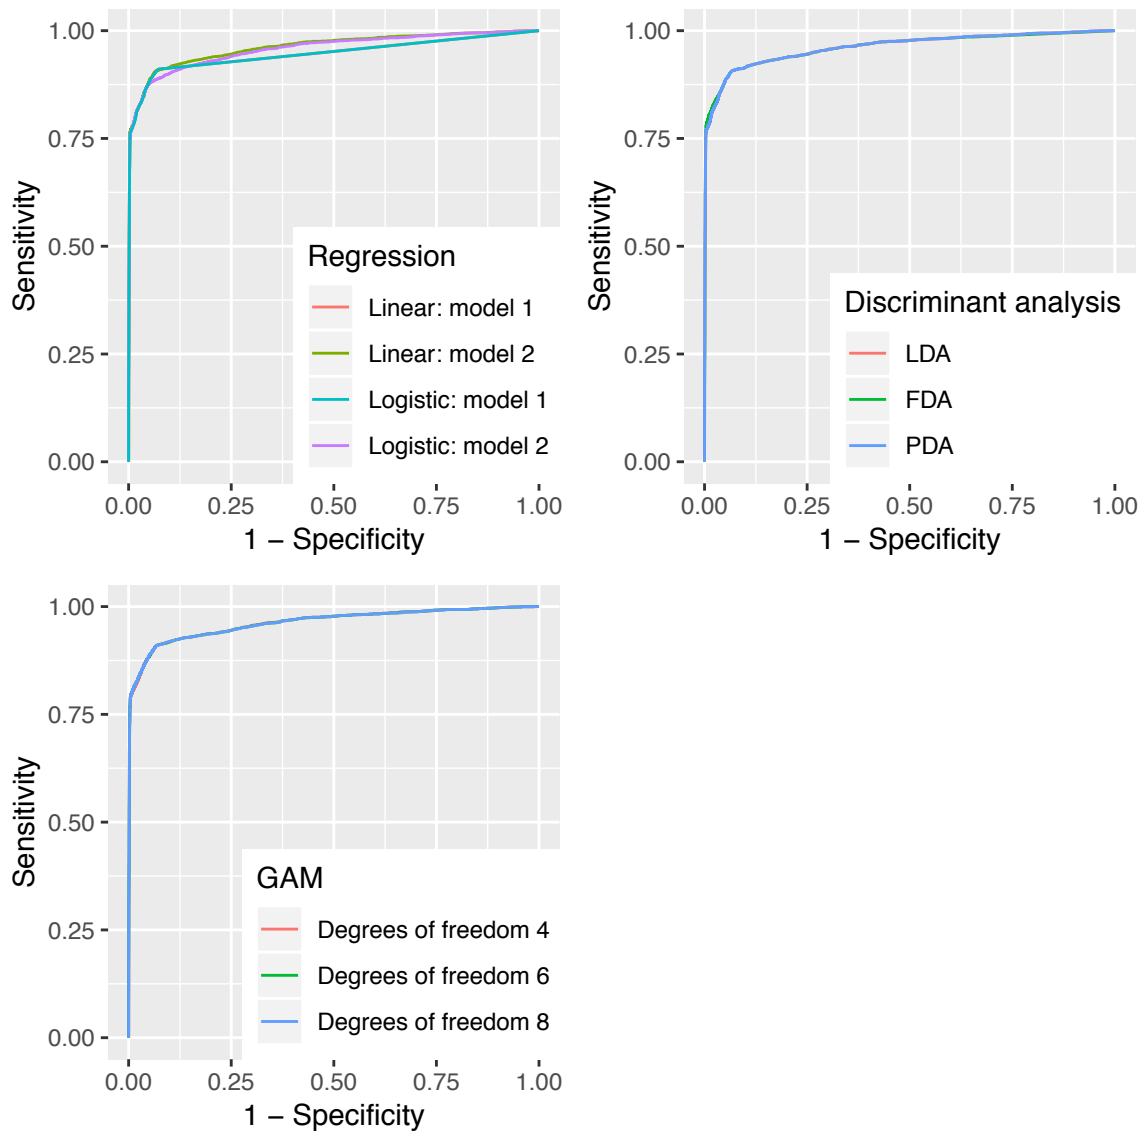 1.00
0.75
0.50
0.25
0.00
Sensitivity
Regression
Linear: model 1
Linear: model 2
Logistic: model 1
Logistic: model 2
0.00 0.25 0.50 0.75 1.00
1 − Specificity
1.00
0.75
0.50
0.25
0.00
Sensitivity
Discriminant analysis
LDA
FDA
PDA
0.00 0.25 0.50 0.75 1.00
1 − Specificity
1.00
0.75
0.50
0.25
0.00
Sensitivity
GAM
Degrees of freedom 4
Degrees of freedom 6
Degrees of freedom 8
0.00 0.25 0.50 0.75 1.00
1 − Specificity